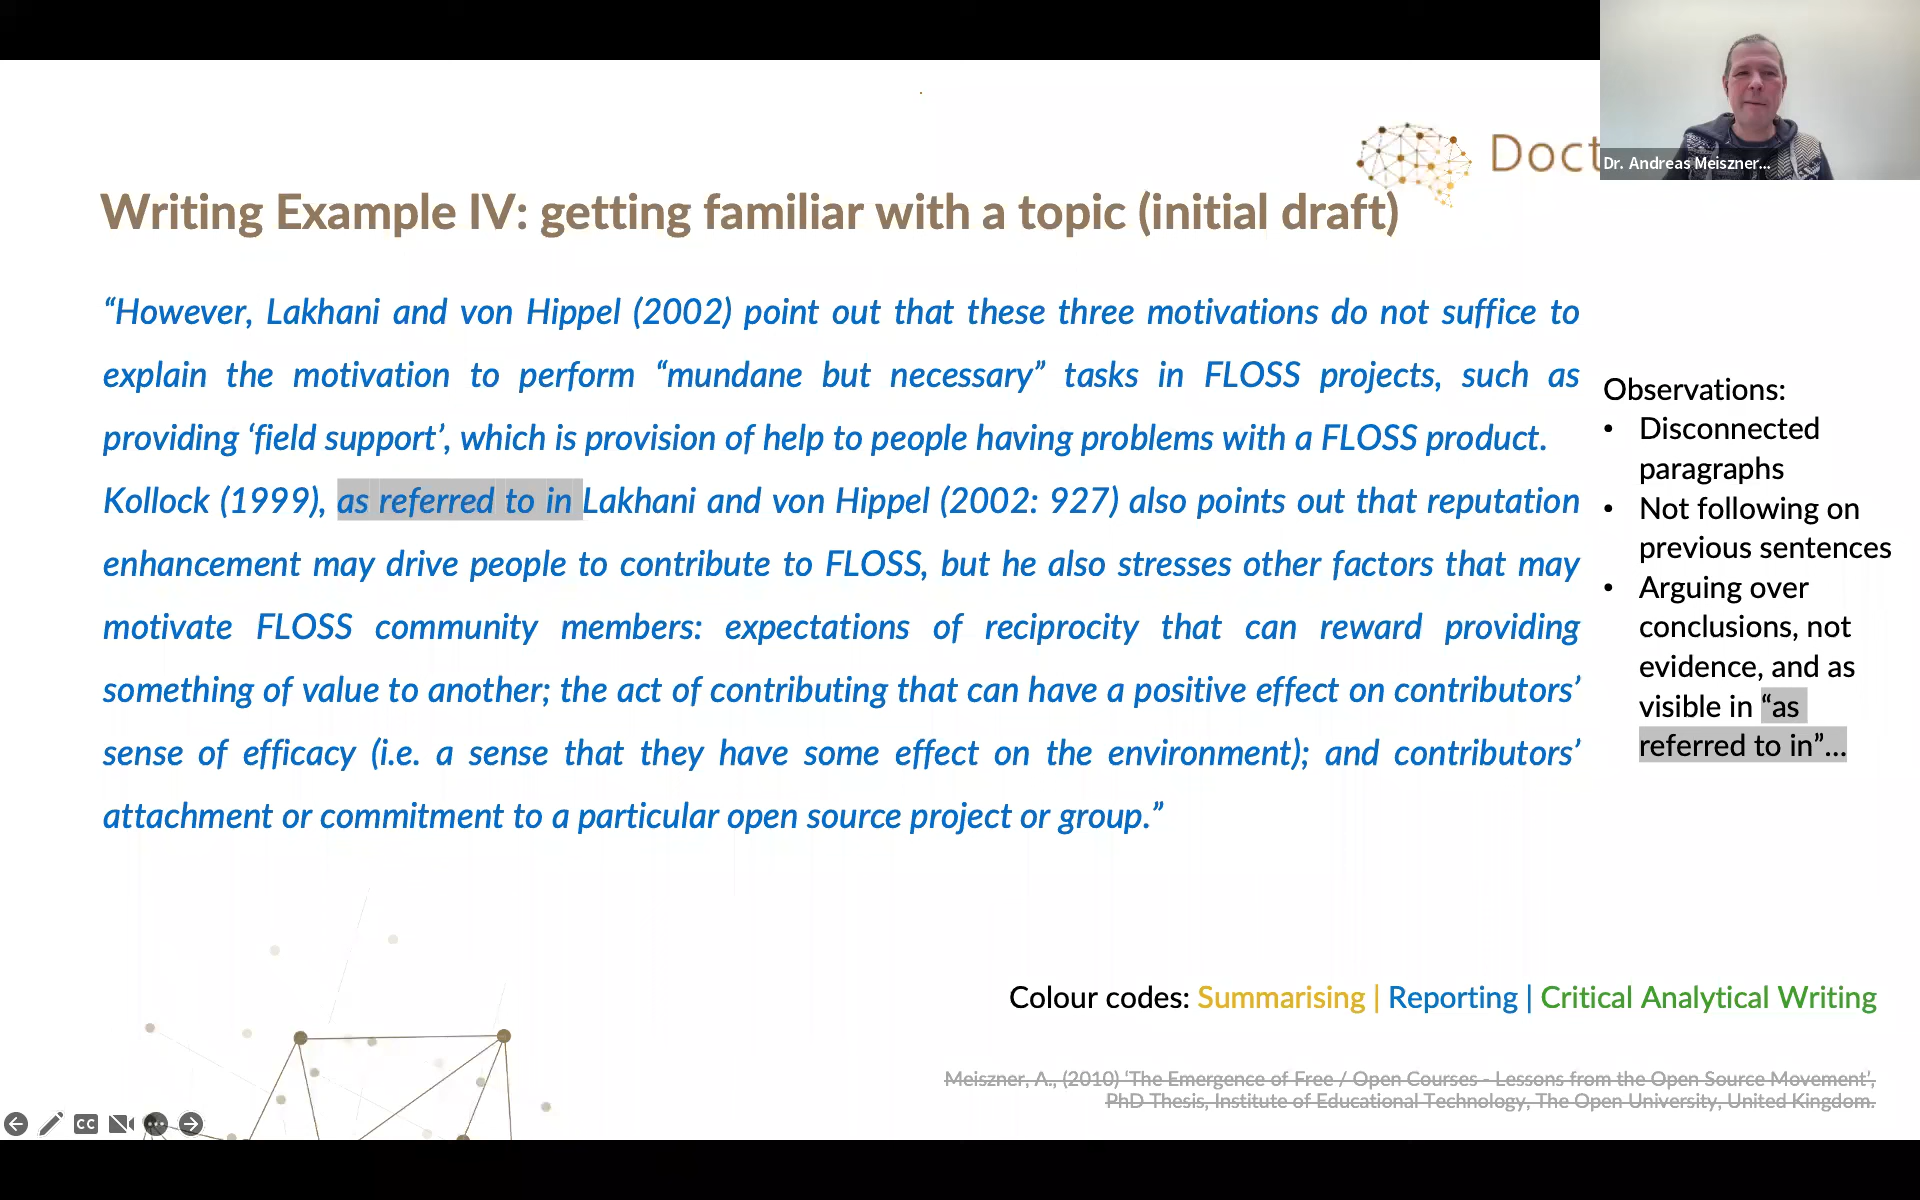 Doct
Dr. Andreas Meiszner...
Writing Example IV: getting familiar with a topic (initial draft)
“However, Lakhani and von Hippel (2002) point out that these three motivations do not suffice to
explain the motivation to perform “mundane but necessary” tasks in FLOSS projects, such as
providing ‘field support’, which is provision of help to people having problems with a FLOSS product.
Kollock (1999), as referred to in Lakhani and von Hippel (2002: 927) also points out that reputation
enhancement may drive people to contribute to FLOSS, but he also stresses other factors that may
motivate FLOSS community members: expectations of reciprocity that can reward providing
something of value to another; the act of contributing that can have a positive effect on contributors’
sense of efficacy (i.e. a sense that they have some effect on the environment); and contributors’
attachment or commitment to a particular open source project or group.”
Observations:
• Disconnected
paragraphs
• Not following on
previous sentences
• Arguing over
conclusions, not
evidence, and as
visible in “as
referred to in”...
Colour codes: Summarising | Reporting | Critical Analytical Writing
Meiszner, A., (2010) ‘The Emergence of Free / Open Courses - Lessons from the Open Source Movement’,
PhD Thesis, Institute of Educational Technology, The Open University, United Kingdom.
CC